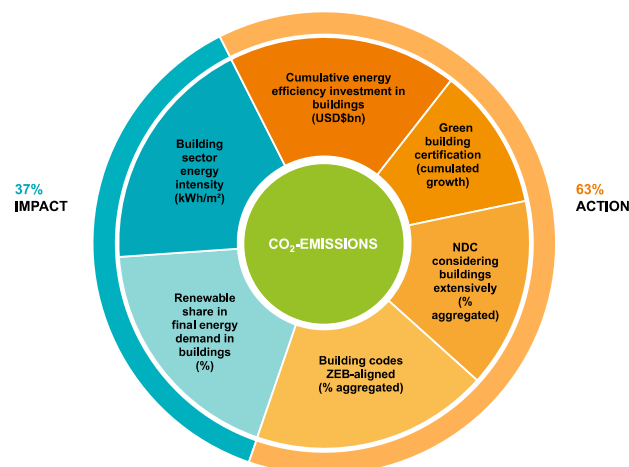 Cumulative energy
efficiency investment in
buildings
(USD$bn)
Green
building
certification
(cumulated
growth)
Building
sector
energy
intensity
(kWh/m²)
37%
IMPACT
63%
ACTION
CO₂-EMISSIONS
NDC
considering
buildings
extensively
(%
aggregated)
Renewable
share in
final energy
demand in
buildings
(%)
Building codes
ZEB-aligned
(% aggregated)